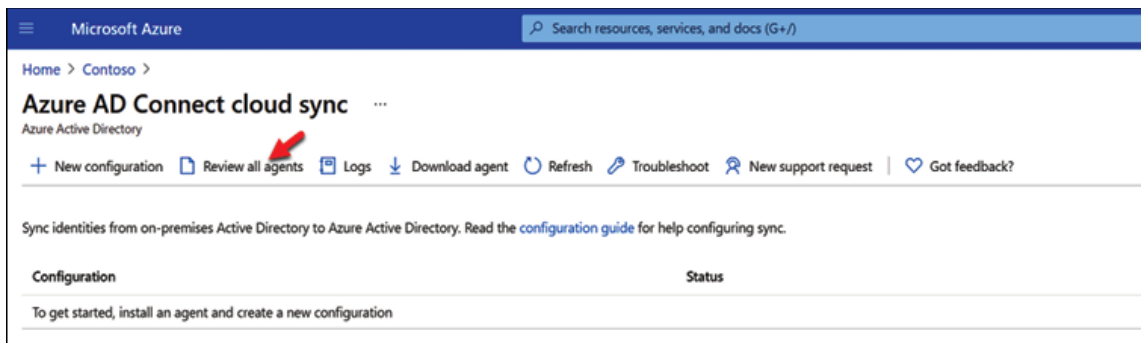 Microsoft Azure
Search resources, services, and docs (G+/)
Home > Contoso >
Azure AD Connect cloud sync ...
Azure Active Directory
New configuration Review all agents Logs Download agent Refresh Troubleshoot New support request Got feedback?
Sync identities from on-premises Active Directory to Azure Active Directory. Read the configuration guide for help configuring sync.
Configuration Status
To get started, install an agent and create a new configuration